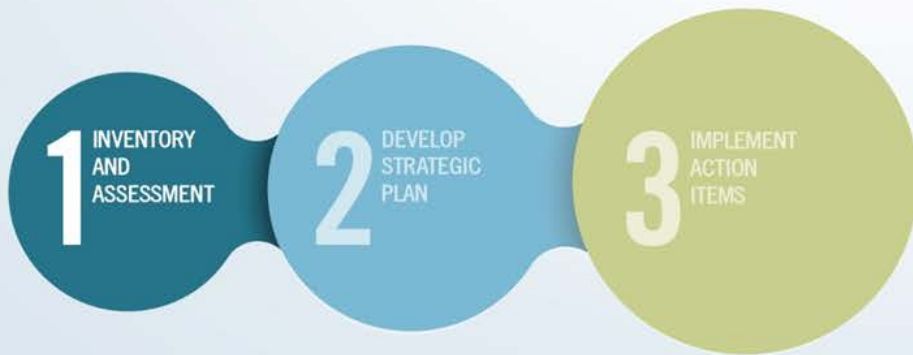 1
INVENTORY
AND
ASSESSMENT
2
DEVELOP
STRATEGIC
PLAN
3
IMPLEMENT
ACTION
ITEMS